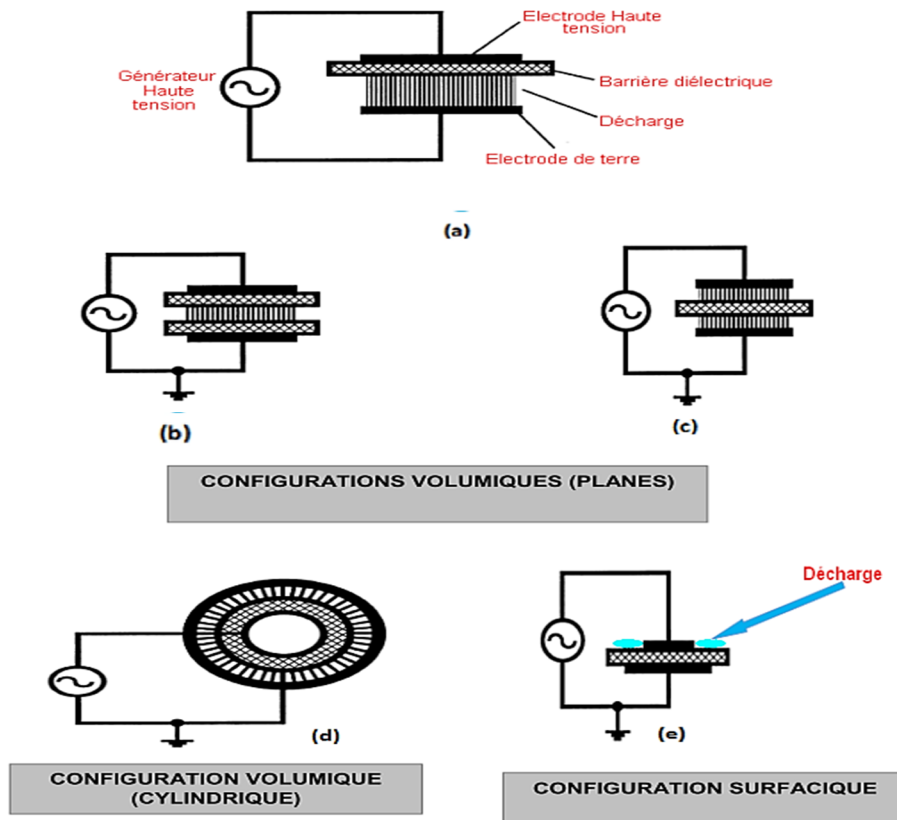 Electrode Haute
tension
Générateur
Haute
tension
Barrière diélectrique
Décharge
Electrode de terre
(a)
(b)
(c)
CONFIGURATIONS VOLUMIQUES (PLANES)
Décharge
(d)
(e)
CONFIGURATION VOLUMIQUE
(CYLINDRIQUE)
CONFIGURATION SURFACIQUE